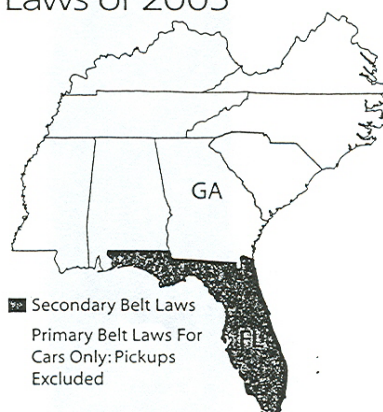 Laws of 2005
GA
FL
Secondary Belt Laws
Primary Belt Laws For
Cars Only: Pickups
Excluded